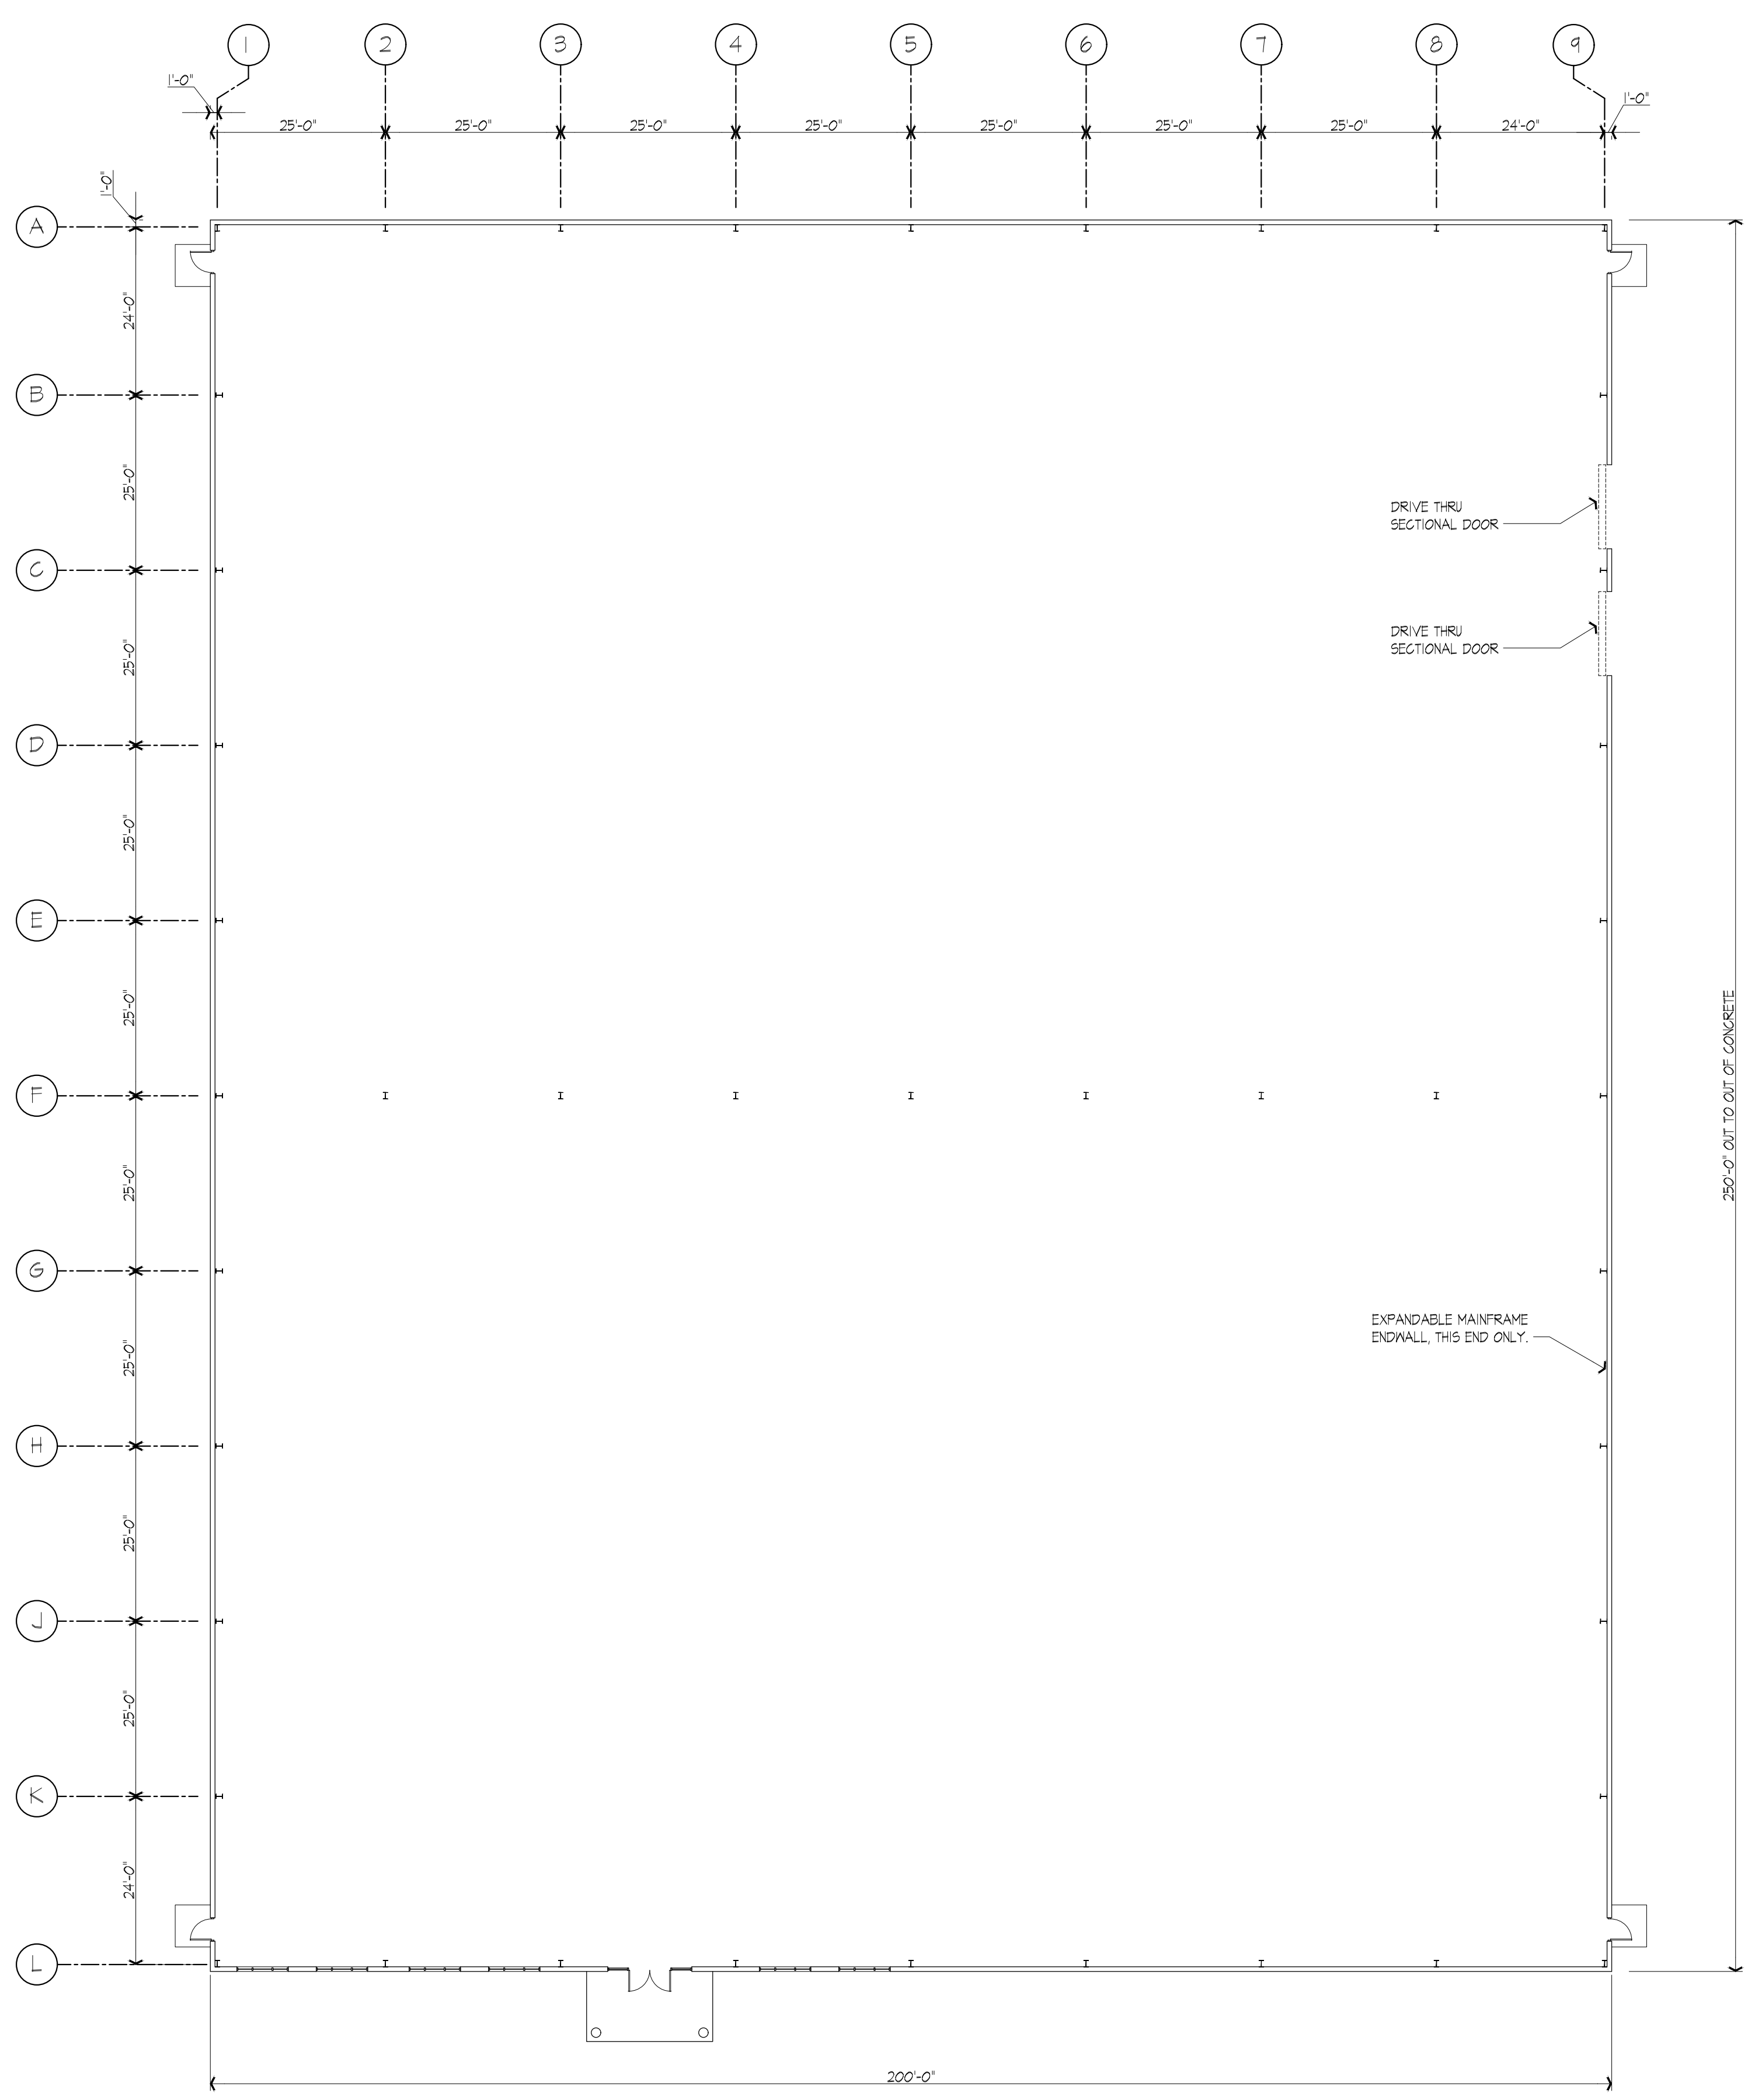 1
2
3
4
5
6
7
8
9
1'-0"
1'-0"
25'-0"
25'-0"
25'-0"
25'-0"
25'-0"
25'-0"
25'-0"
24'-0"
1'-0"
A
24'-0"
B
25'-0"
DRIVE THRU
SECTIONAL DOOR
C
25'-0"
DRIVE THRU
SECTIONAL DOOR
D
25'-0"
E
25'-0"
250'-0" OUT TO OUT OF CONCRETE
F
25'-0"
G
EXPANDABLE MAINFRAME
ENDWALL, THIS END ONLY.
25'-0"
H
25'-0"
J
25'-0"
K
24'-0"
L
200'-0"